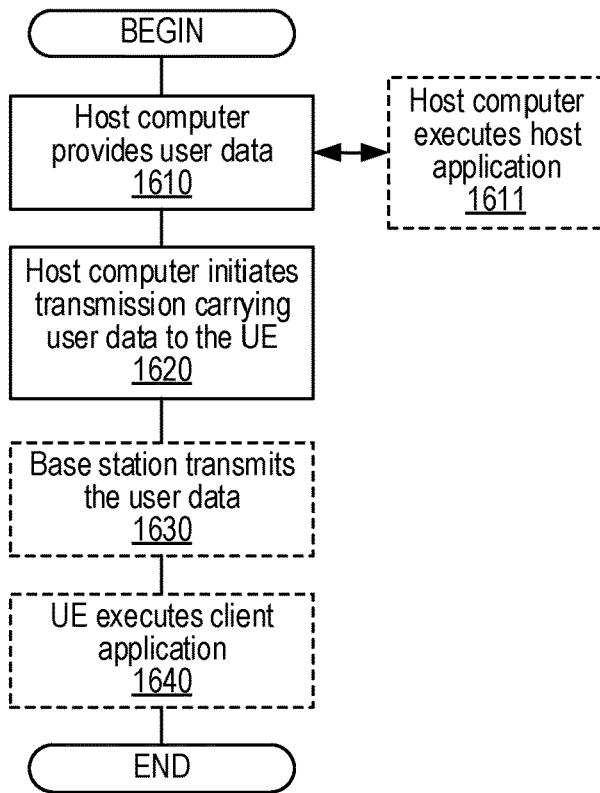 BEGIN
Host computer
provides user data
1610
Host computer
executes host
application
1611
Host computer initiates
transmission carrying
user data to the UE
1620
Base station transmits
the user data
1630
UE executes client
application
1640
END